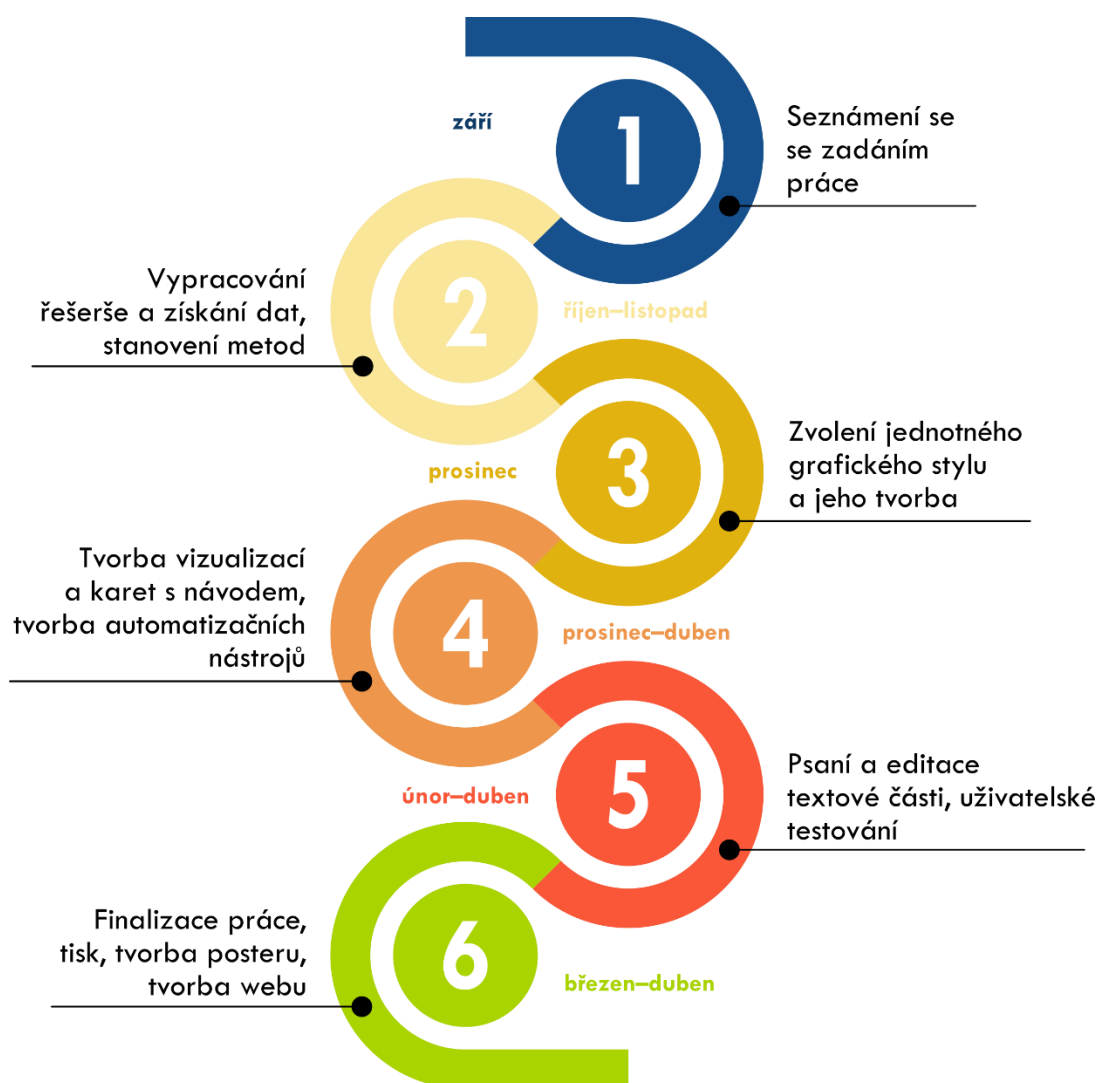 1
září
Seznámení se
se zadáním
práce
2
říjen–listopad
Vypracování
řešerše a získání dat,
stanovení metod
3
prosinec
Zvolení jednotného
grafického stylu
a jeho tvorba
4
prosinec–duben
Tvorba vizualizací
a karet s návodem,
tvorba automatizačních
nástrojů
5
únor–duben
Psaní a editace
textové části, uživatelské
testování
6
březen–duben
Finalizace práce,
tisk, tvorba posteru,
tvorba webu